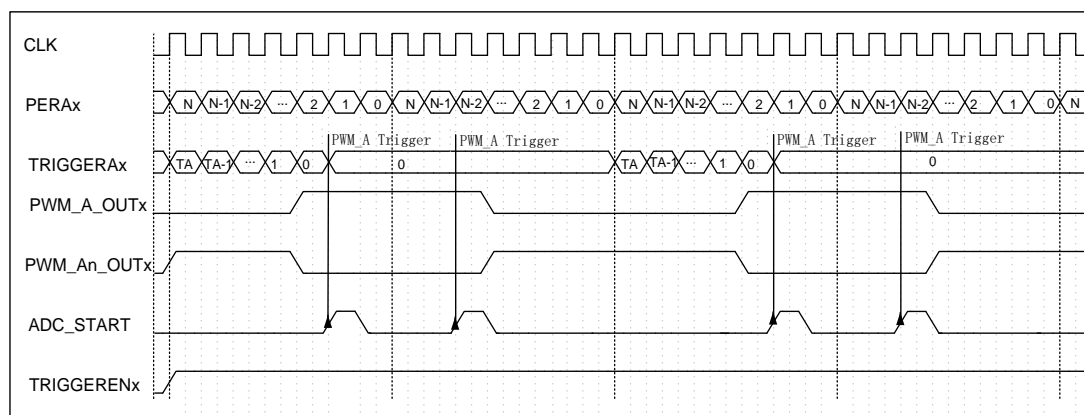 CLK
PERAx N N-1 N-2 ... 2 1 0 N N-1 N-2 ... 2 1 0 N N-1 N-2 ... 2 1 0 N N-1 N-2 ... 2 1 0 N
PWM_A Trigger PWM_A Trigger PWM_A Trigger PWM_A Trigger
TRIGGERAx TA TA-1 ... 1 0 0 TA TA-1 ... 1 0 0
PWM_A_OUTx
PWM_An_OUTx
ADC_START
TRIGGERENx